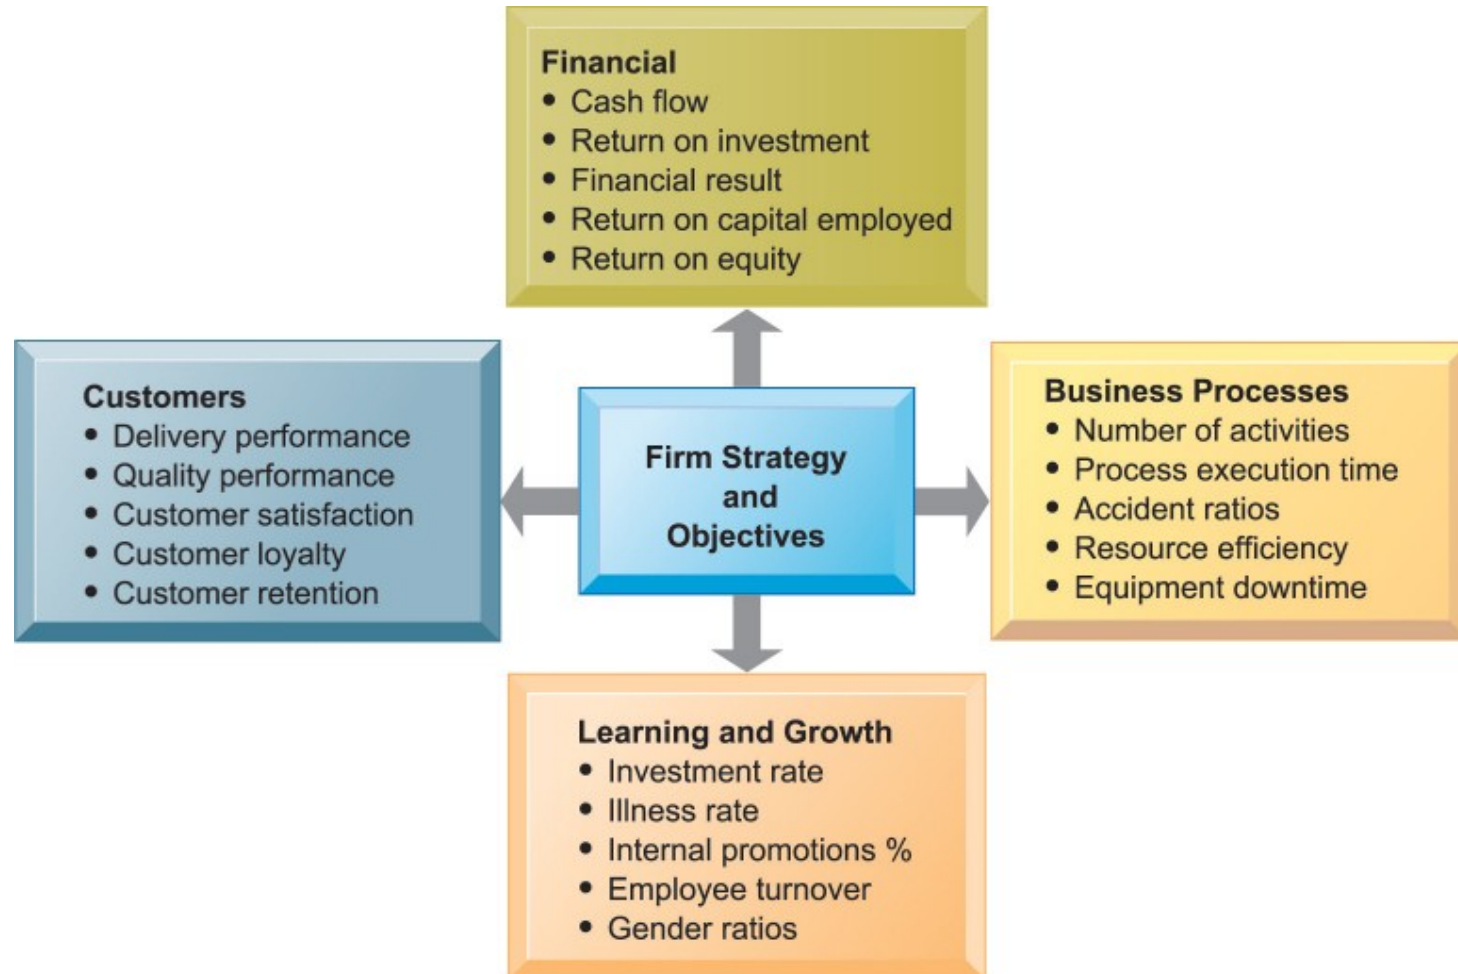 Financial
• Cash flow
• Return on investment
• Financial result
• Return on capital employed
• Return on equity
Customers
• Delivery performance
• Quality performance
• Customer satisfaction
• Customer loyalty
• Customer retention
Firm Strategy
and
Objectives
Business Processes
• Number of activities
• Process execution time
• Accident ratios
• Resource efficiency
• Equipment downtime
Learning and Growth
• Investment rate
• Illness rate
• Internal promotions %
• Employee turnover
• Gender ratios